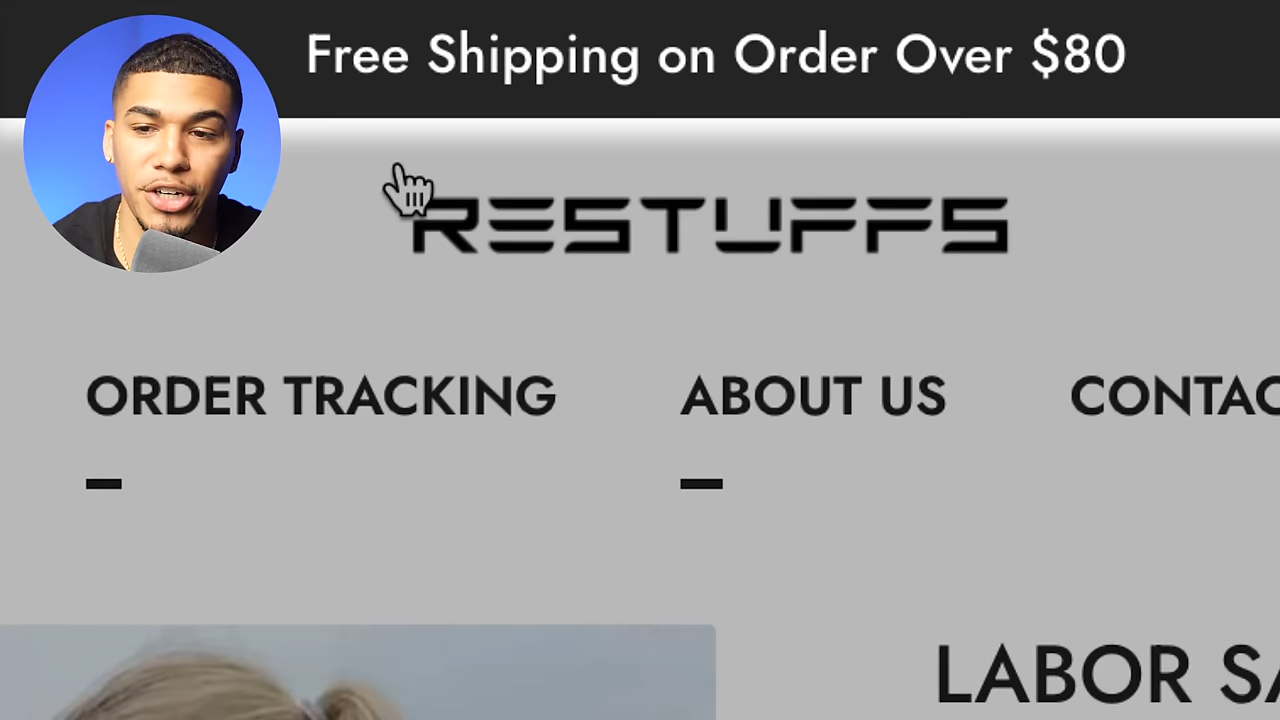 Free Shipping on Order Over $80
RESTUFFS
ORDER TRACKING ABOUT US CONTAC
LABOR SA